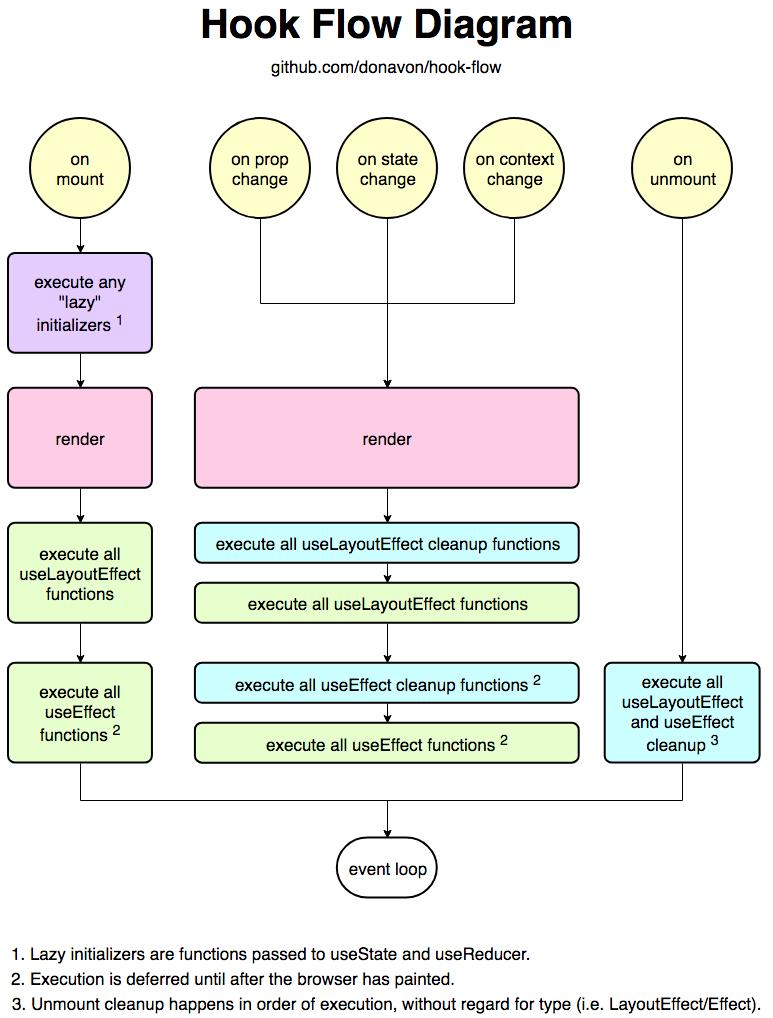 Hook Flow Diagram
github.com/donavon/hook-flow
on
mount
on prop
change
on state
change
on context
change
on
unmount
execute any
"lazy"
initializers 1
render
render
execute all
useLayoutEffect
functions
execute all useLayoutEffect cleanup functions
execute all useLayoutEffect functions
execute all
useEffect
functions 2
execute all useEffect cleanup functions 2
execute all useEffect functions 2
execute all
useLayoutEffect
and useEffect
cleanup 3
event loop
1. Lazy initializers are functions passed to useState and useReducer.
2. Execution is deferred until after the browser has painted.
3. Unmount cleanup happens in order of execution, without regard for type (i.e. LayoutEffect/Effect).